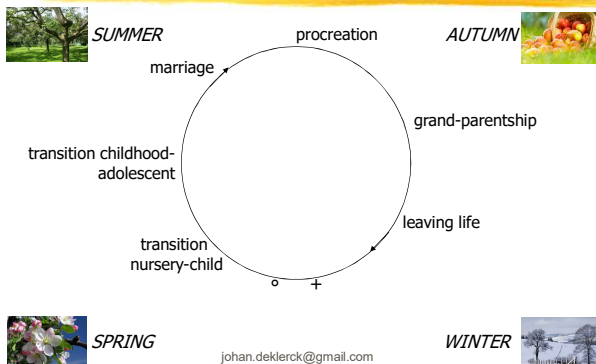 SUMMER
procreation
AUTUMN
marriage
grand-parentship
transition childhood-
adolescent
leaving life
transition
nursery-child
° +
SPRING
WINTER
johan.deklerck@gmail.com